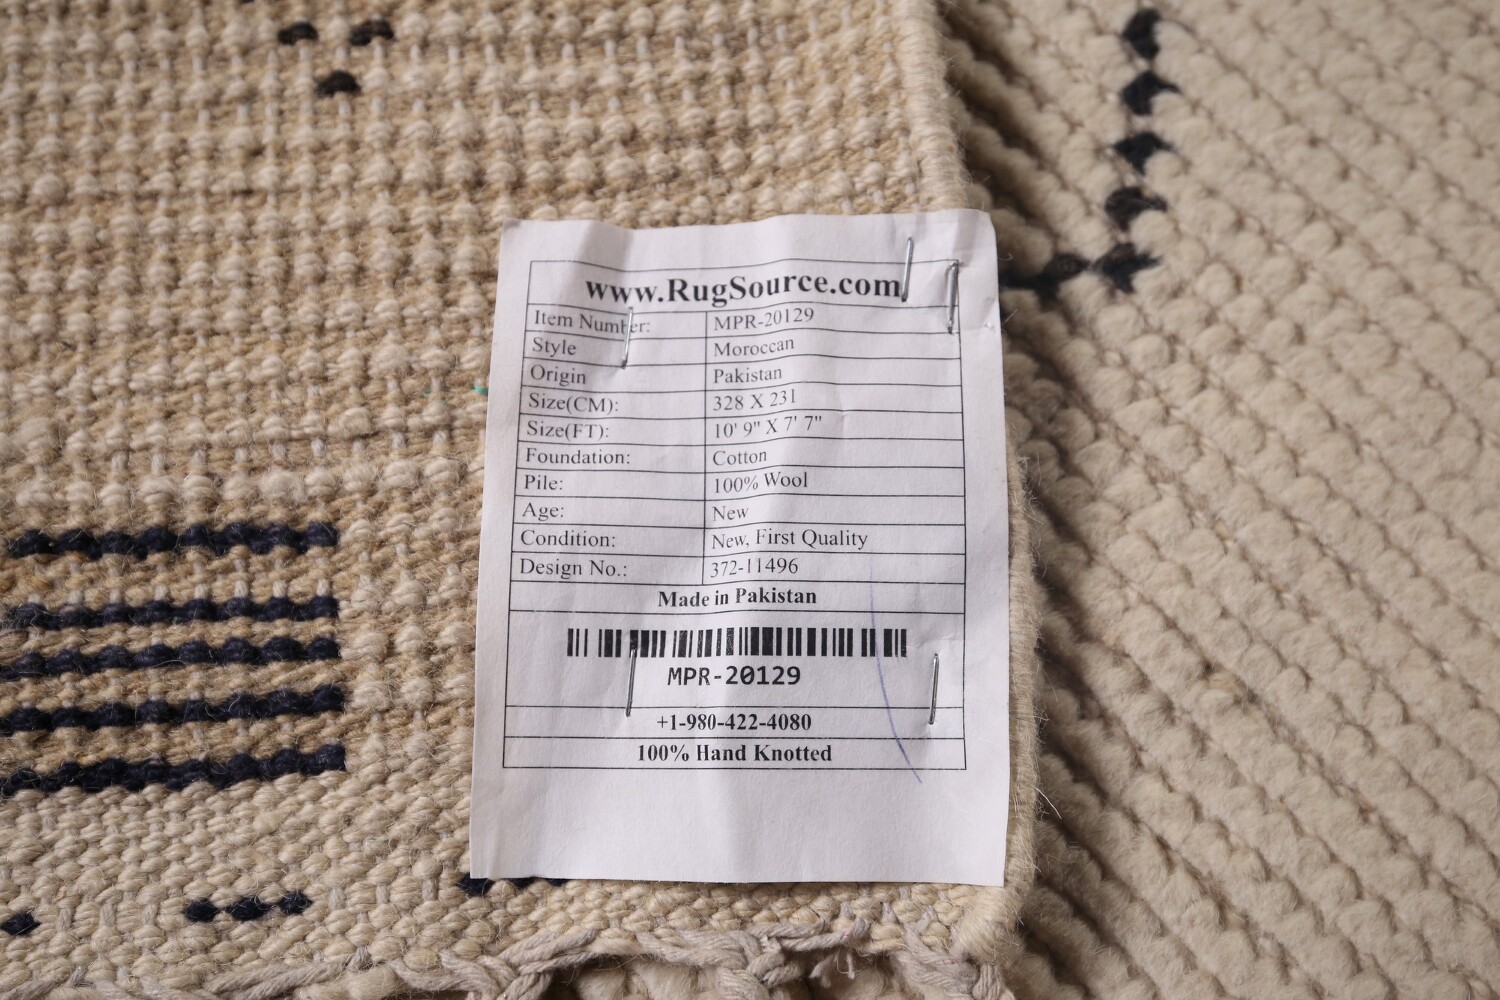 www.RugSource.com
Item Number: MPR-20129
Style Moroccan
Origin Pakistan
Size(CM): 328 X 231
Size(FT): 10' 9" X 7' 7"
Foundation: Cotton
Pile: 100% Wool
Age: New
Condition: New, First Quality
Design No.: 372-11496
Made in Pakistan
MPR-20129
+1-980-422-4080
100% Hand Knotted